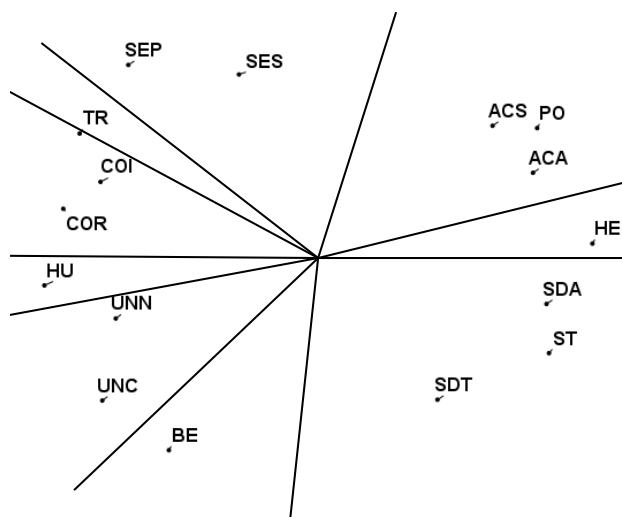 SEP
SES
ACS
PO
TR
ACA
COI
COR
HE
HU
SDA
UNN
ST
UNC
SDT
BE